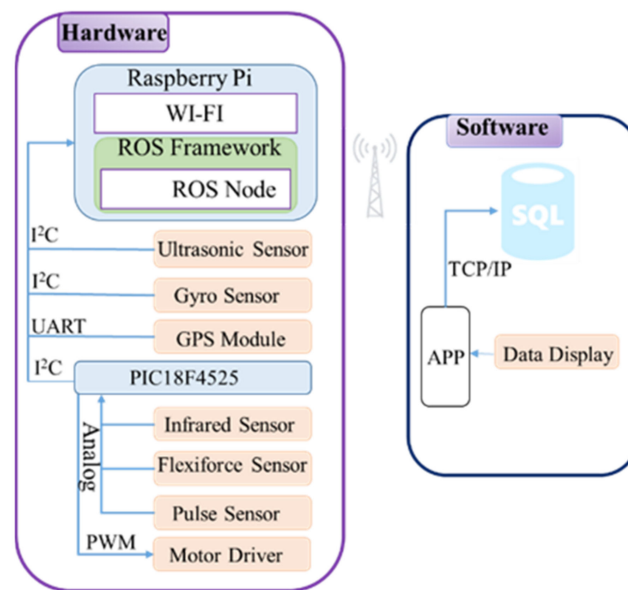 Hardware
Raspberry Pi
WI-FI
ROS Framework
ROS Node
I²C
Ultrasonic Sensor
I²C
Gyro Sensor
UART
GPS Module
I²C
PIC18F4525
Analog
Infrared Sensor
Flexiforce Sensor
Pulse Sensor
PWM
Motor Driver
Software
SQL
TCP/IP
APP
Data Display